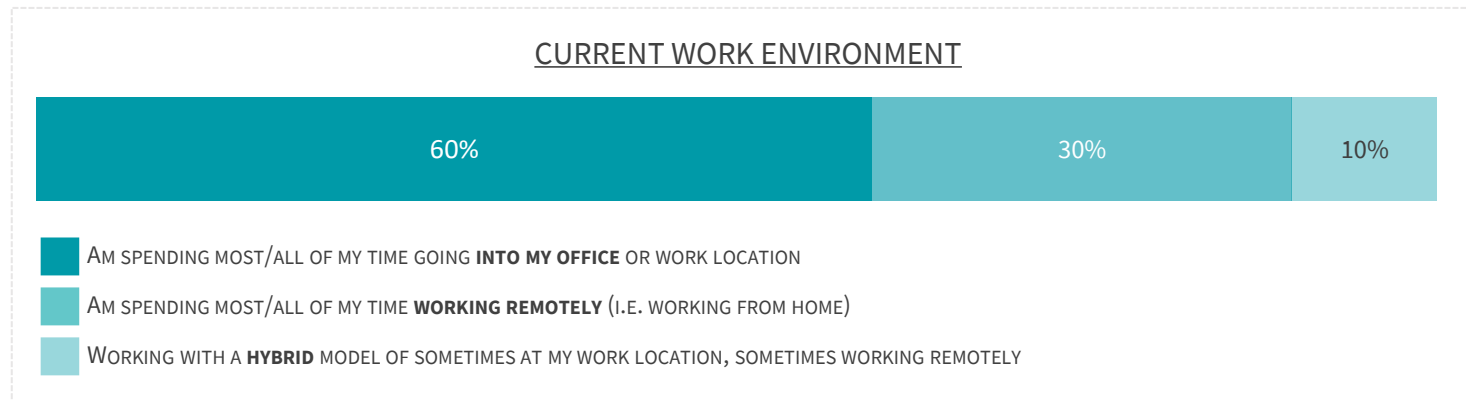 CURRENT WORK ENVIRONMENT
60% 30% 10%
AM SPENDING MOST/ALL OF MY TIME GOING INTO MY OFFICE OR WORK LOCATION
AM SPENDING MOST/ALL OF MY TIME WORKING REMOTELY (I.E. WORKING FROM HOME)
WORKING WITH A HYBRID MODEL OF SOMETIMES AT MY WORK LOCATION, SOMETIMES WORKING REMOTELY